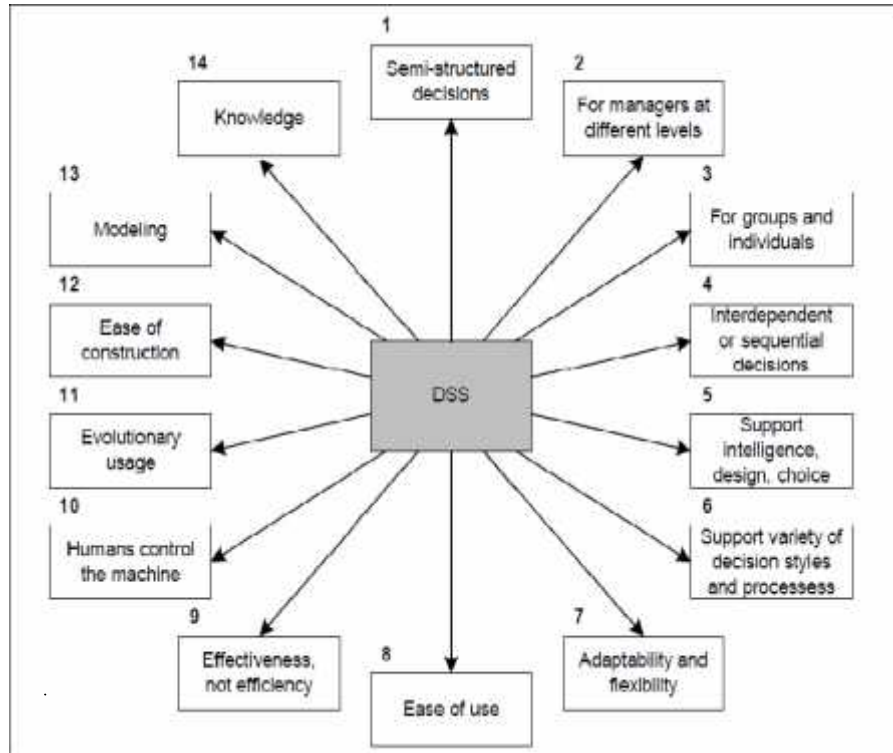 1
Semi-structured
decisions
2
For managers at
different levels
3
For groups and
individuals
4
Interdependent
or sequential
decisions
5
Support
intelligence,
design, choice
6
Support variety of
decision styles
and processess
7
Adaptability and
flexibility
8
Ease of use
9
Effectiveness,
not efficiency
10
Humans control
the machine
11
Evolutionary
usage
12
Ease of
construction
13
Modeling
14
Knowledge
DSS